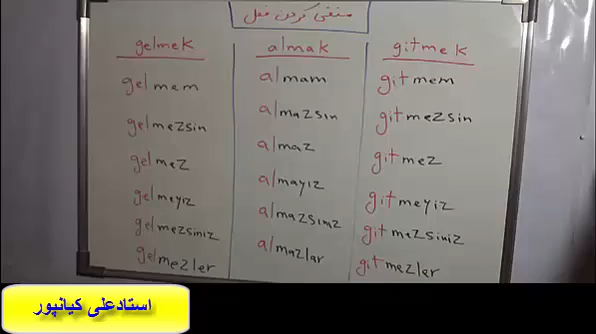 منفی کردن فعل
gelmek almak gitmek
gelmem almam gitmem
gelmezsin almazsın gitmezsin
gelmez almaz gitmez
gelmeyiz almayız gitmeyiz
gelmezsiniz almazsınız gitmezsiniz
gelmezler almazlar gitmezler
استادعلی کیانپور